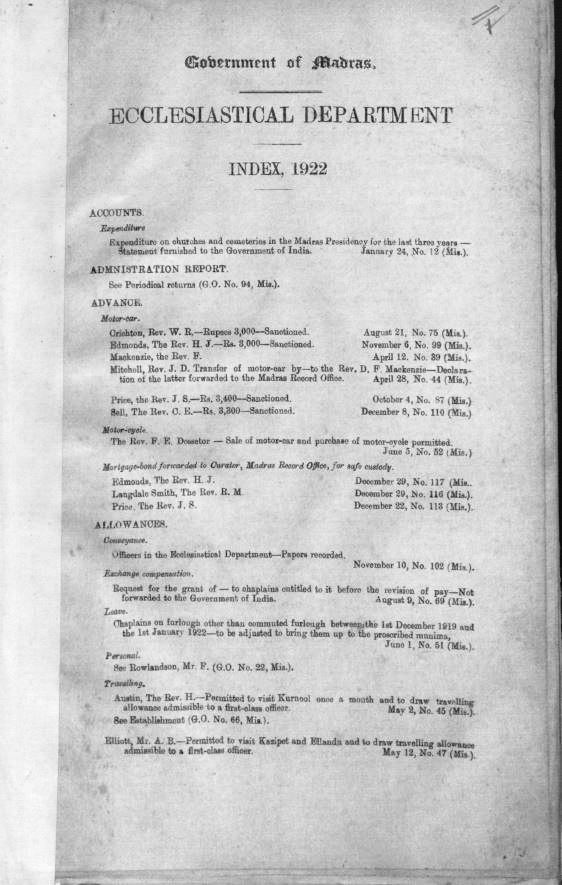 Government of Madras.
ECCLESIASTICAL DEPARTMENT
INDEX, 1922
ACCOUNTS.
Expenditure
Expenditure on churches and cemeteries in the Madras Presidency for the last three years —
Statement furnished to the Government of India. January 24, No. 12 (Mis.).
ADMNISTRATION REPORT.
See Periodical returns (G.O. No. 94, Mis.).
ADVANCE.
Motor-car.
Crichton, Rev. W. R,—Rupees 3,000—Sanctioned. August 21, No. 75 (Mis.).
Edmonds, The Rev. H. J.—Rs. 3,000—Sanctioned. November 6, No. 99 (Mis.).
Mackenzie, the Rev. F. April 12. No. 39 (Mis.).
Mitchell, Rev. J. D. Transfer of motor-car by—to the Rev. D. F. Mackenzie—Declara-
tion of the latter forwarded to the Madras Record Office. April 28, No. 44 (Mis.).
Price, the Rev. J. S.—Rs. 3,400—Sanctioned. October 4, No. 87 (Mis.)
Sell, The Rev. C. E.—Rs. 3,300—Sanctioned. December 8, No. 110 (Mis.)
Motor-cycle.
The Rev. F. E. Dossetor — Sale of motor-car and purchase of motor-cycle permitted.
June 5, No. 52 (Mis.)
Mortgage-bond forwarded to Curator, Madras Record Office, for safe custody.
Edmonds, The Rev. H. J. December 29, No. 117 (Mis..
Langdale Smith, The Rev. R. M. December 29, No. 116 (Mis.).
Price, The Rev. J. S. December 22, No. 113 (Mis.).
ALLOWANCES.
Conveyance.
Officers in the Ecclesiastical Department—Papers recorded.
November 10, No. 102 (Mis.).
Exchange compensation.
Request for the grant of — to chaplains entitled to it before the revision of pay—Not
forwarded to the Government of India. August 9, No. 69 (Mis.).
Leave.
Chaplains on furlough other than commuted furlough between the 1st December 1919 and
the 1st January 1922—to be adjusted to bring them up to the proscribed munima,
June 1, No. 51 (Mis.).
Personal.
See Rowlandson, Mr. F. (G.O. No. 22, Mis.).
Travelling.
Austin, The Rev. H.—Permitted to visit Kurnool once a month and to draw travelling
allowance admissible to a first-class officer. May 2, No. 45 (Mis.).
See Establishment (G.O. No. 66, Mis.).
Elliott, Mr. A. B.—Permitted to visit Kazipet and Ellandu and to draw travelling allowance
admissible to a first-class officer. May 12, No. 47 (Mis.).